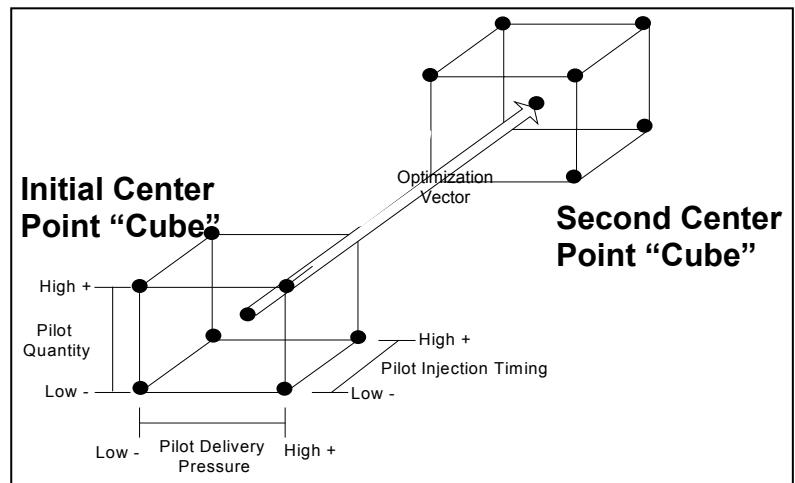 Optimization
Vector
Initial Center
Point “Cube”
Second Center
Point “Cube”
High +
Pilot
Quantity
Low -
High +
Pilot Injection Timing
Low -
Low -
Pilot Delivery
Pressure
High +